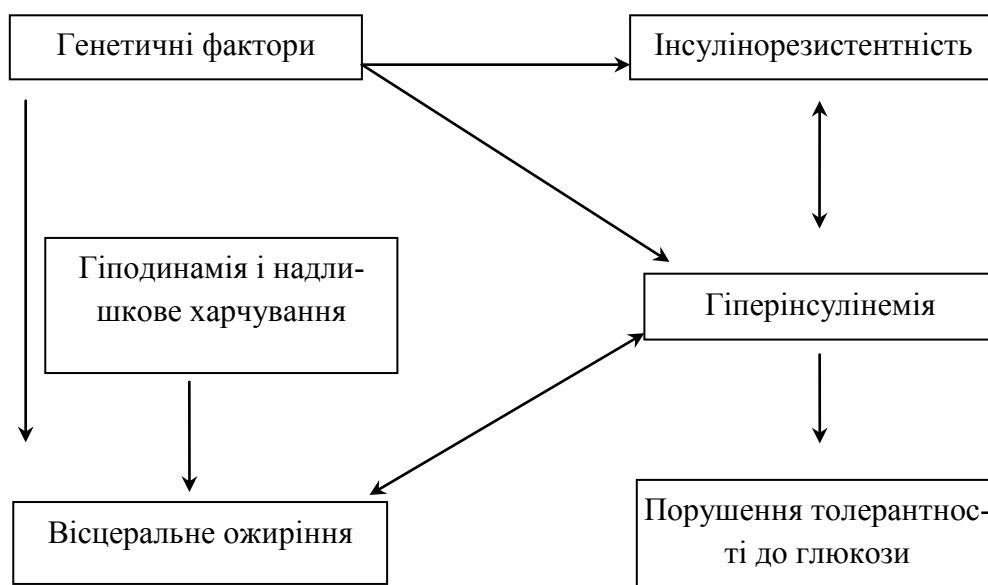 Генетичні фактори
Інсулінорезистентність
Гіподинамія і надли-
шкове харчування
Гіперінсулінемія
Вісцеральне ожиріння
Порушення толерантнос-
ті до глюкози